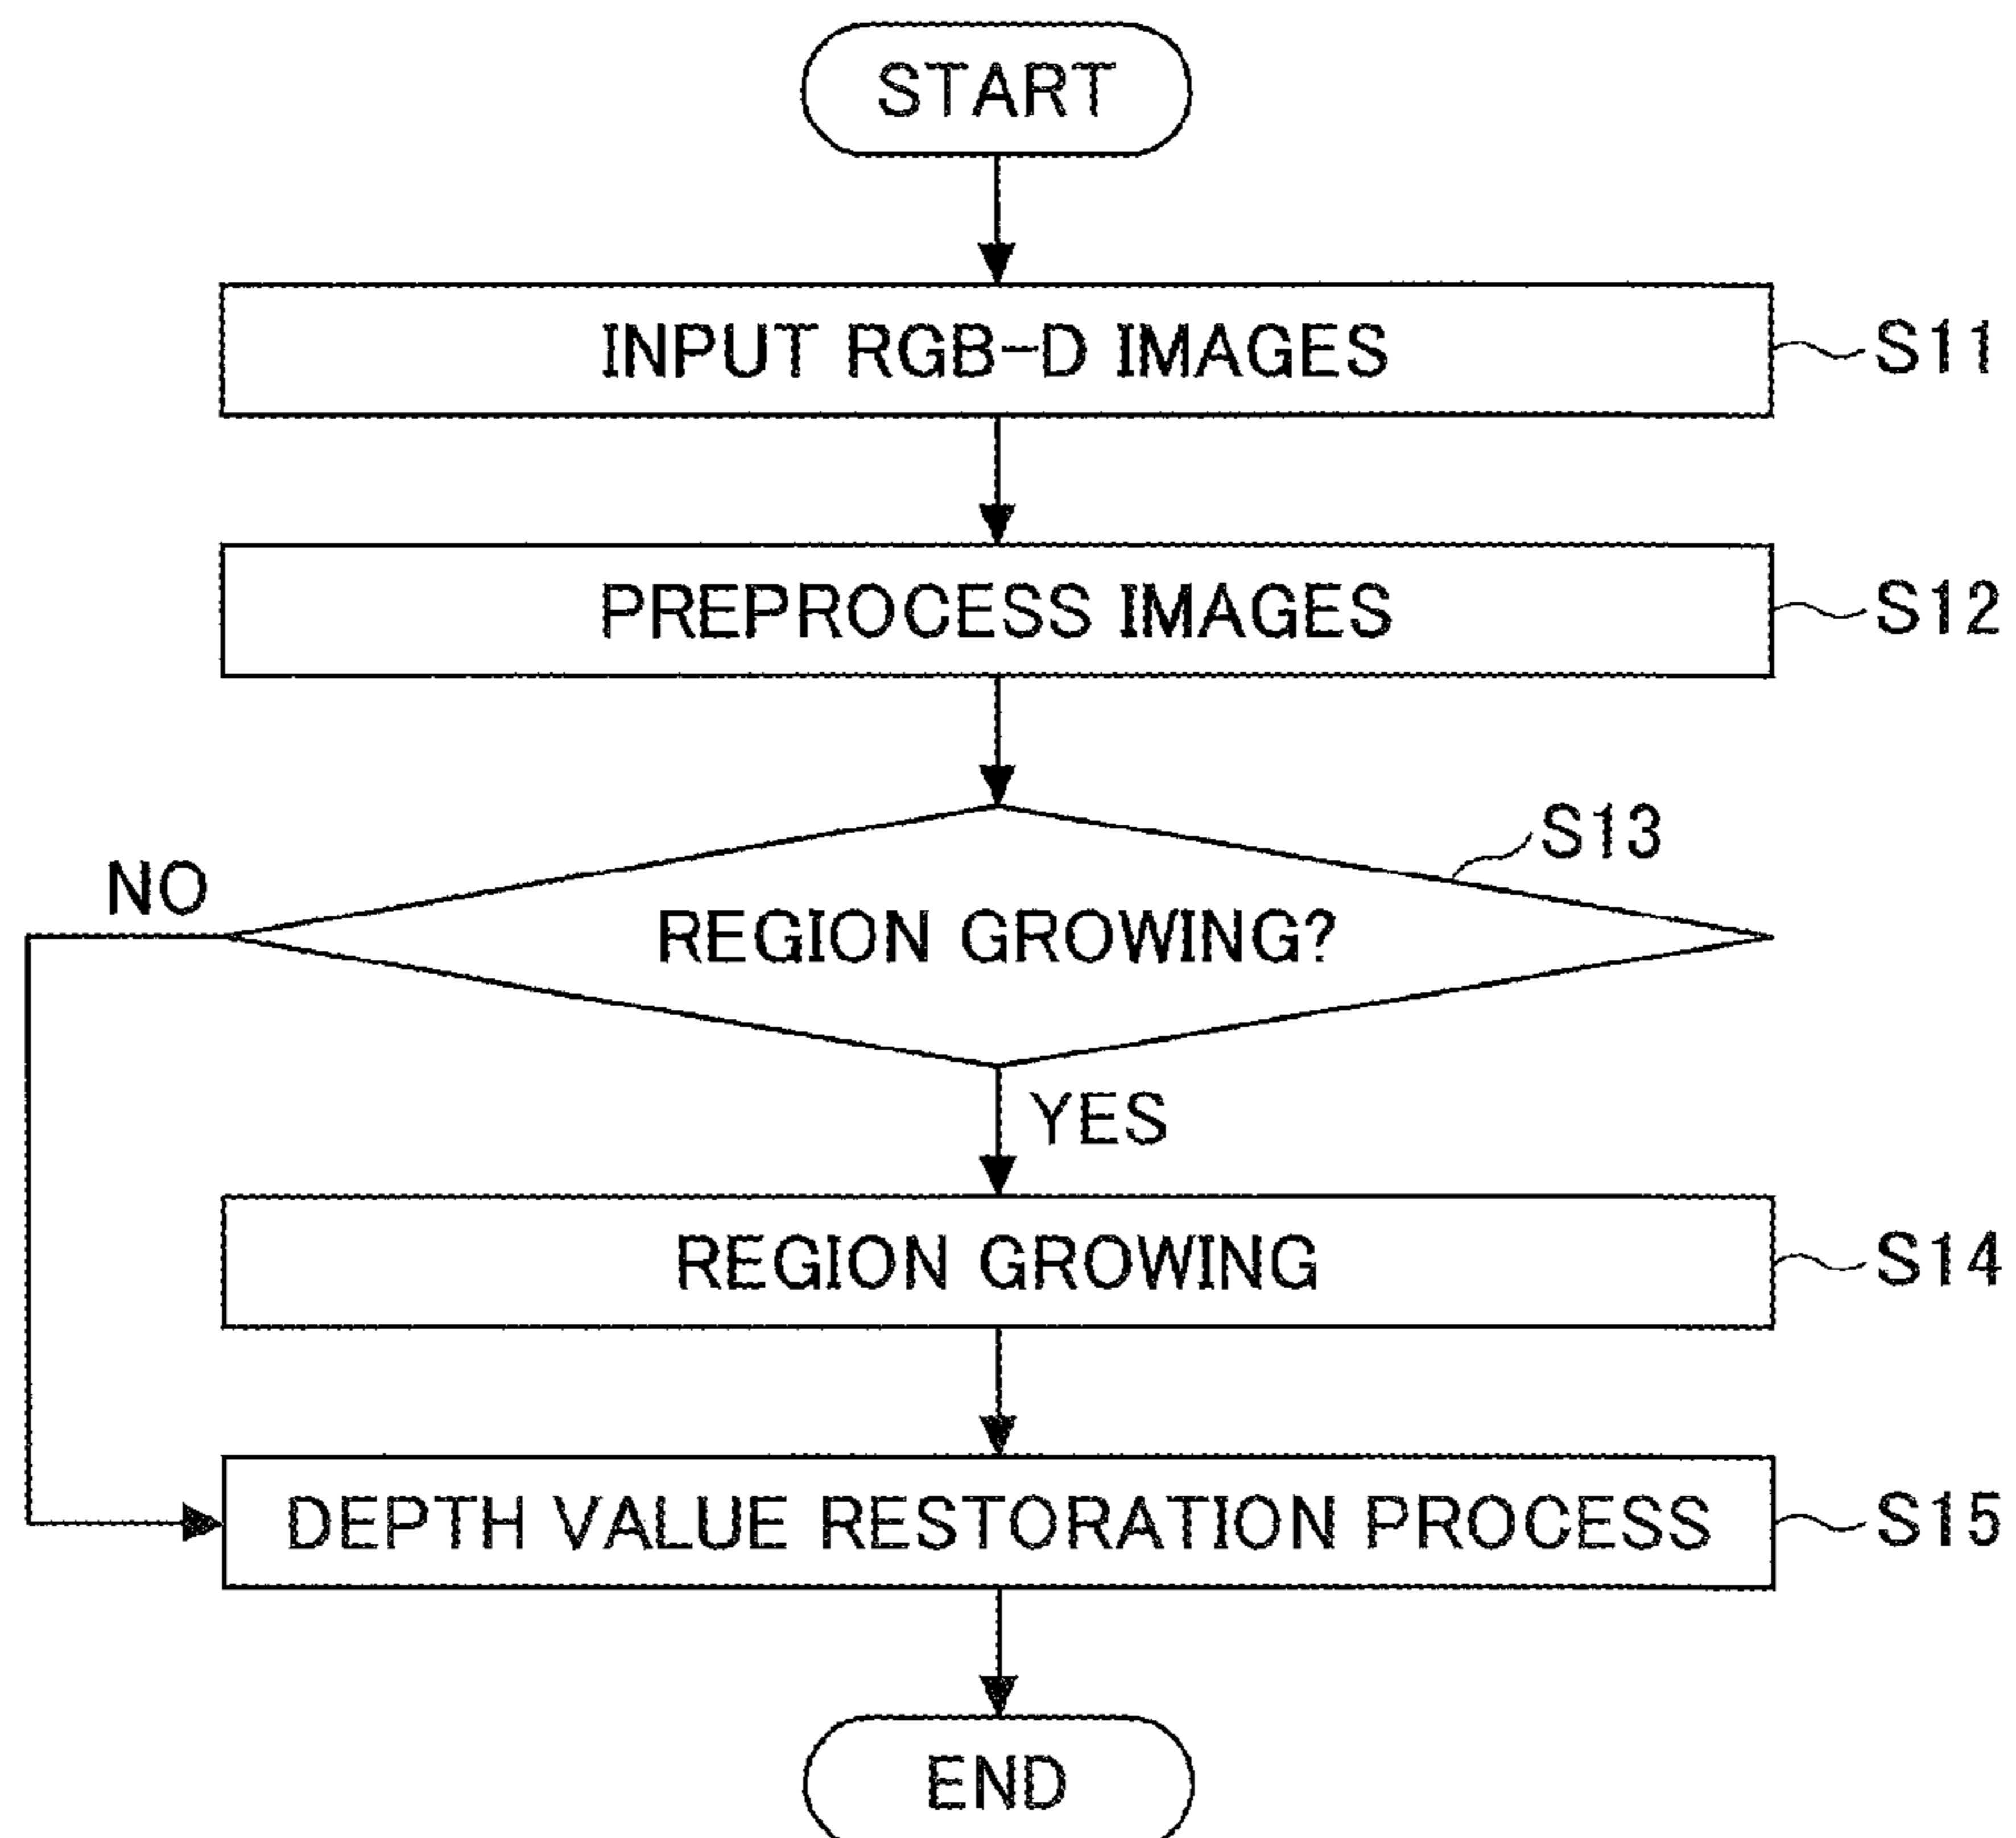 START
INPUT RGB-D IMAGES
S11
PREPROCESS IMAGES
S12
S13
NO
REGION GROWING?
YES
REGION GROWING
S14
DEPTH VALUE RESTORATION PROCESS
S15
END